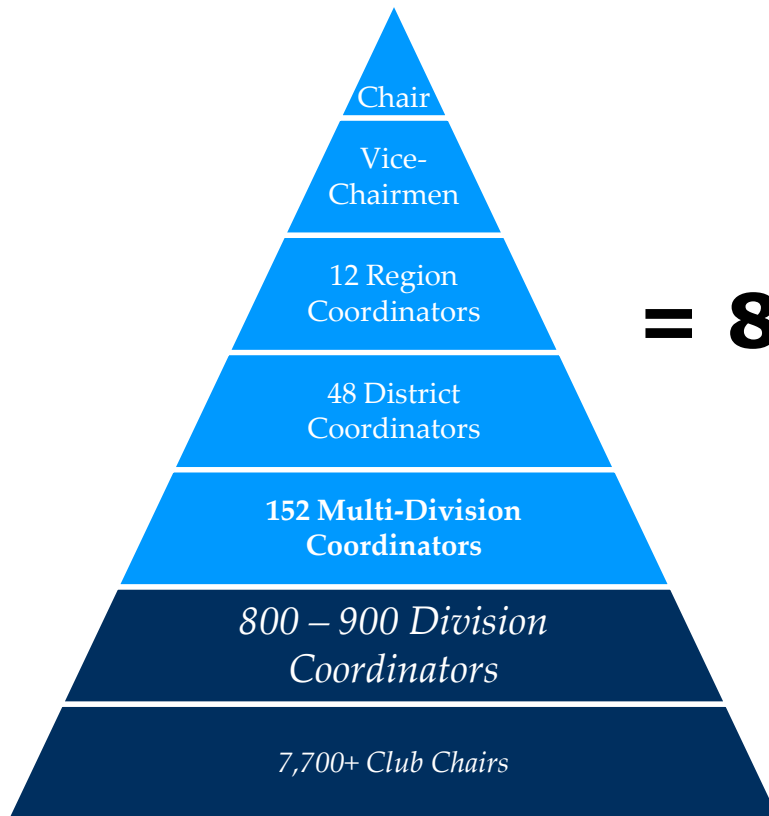 Chair
Vice-
Chairmen
12 Region
Coordinators
= 8
48 District
Coordinators
152 Multi-Division
Coordinators
800 – 900 Division
Coordinators
7,700+ Club Chairs